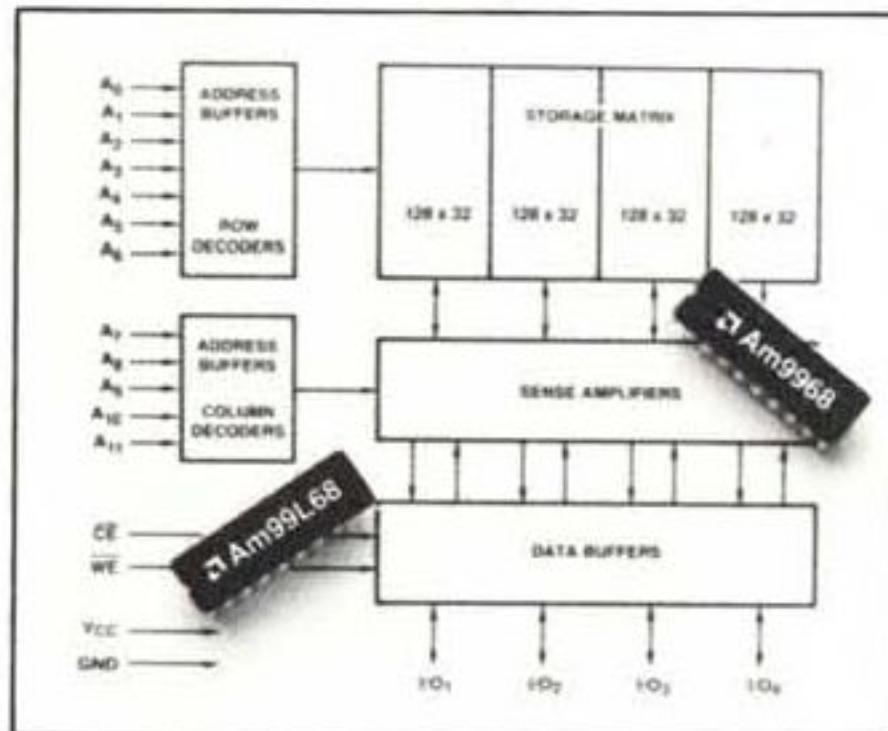 A0
A1
A2
A3
A4
A5
A6
ADDRESS
BUFFERS
ROW
DECODERS
STORAGE MATRIX
128 x 32
128 x 32
128 x 32
128 x 32
A7
A8
A9
A10
A11
ADDRESS
BUFFERS
COLUMN
DECODERS
SENSE AMPLIFIERS
Am9968
Am99L68
CE
WE
DATA BUFFERS
VCC
GND
I/O1
I/O2
I/O3
I/O4